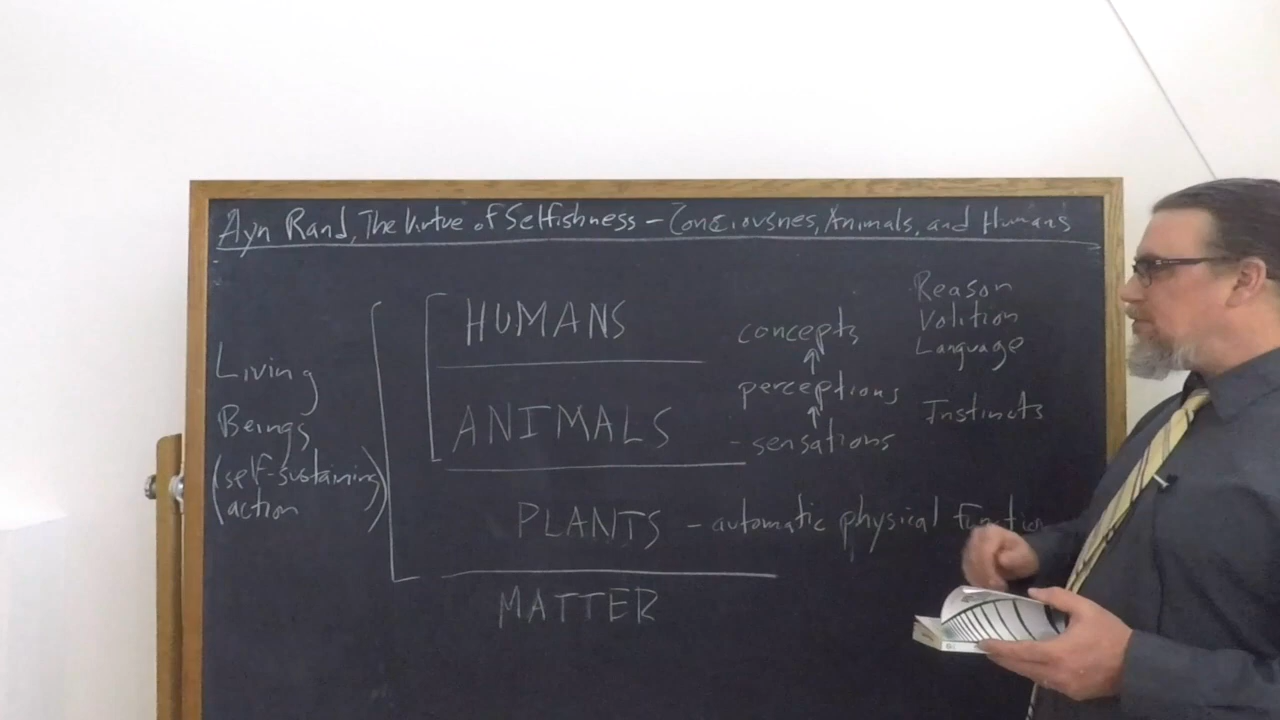 Ayn Rand, The Virtue of Selfishness – Consciousnes, Animals, and Humans
Living
Beings
(self-sustaining
action)
HUMANS
ANIMALS
PLANTS – automatic physical function
MATTER
concepts
↑
perceptions
↑
- sensations
Reason
Volition
Language
Instincts